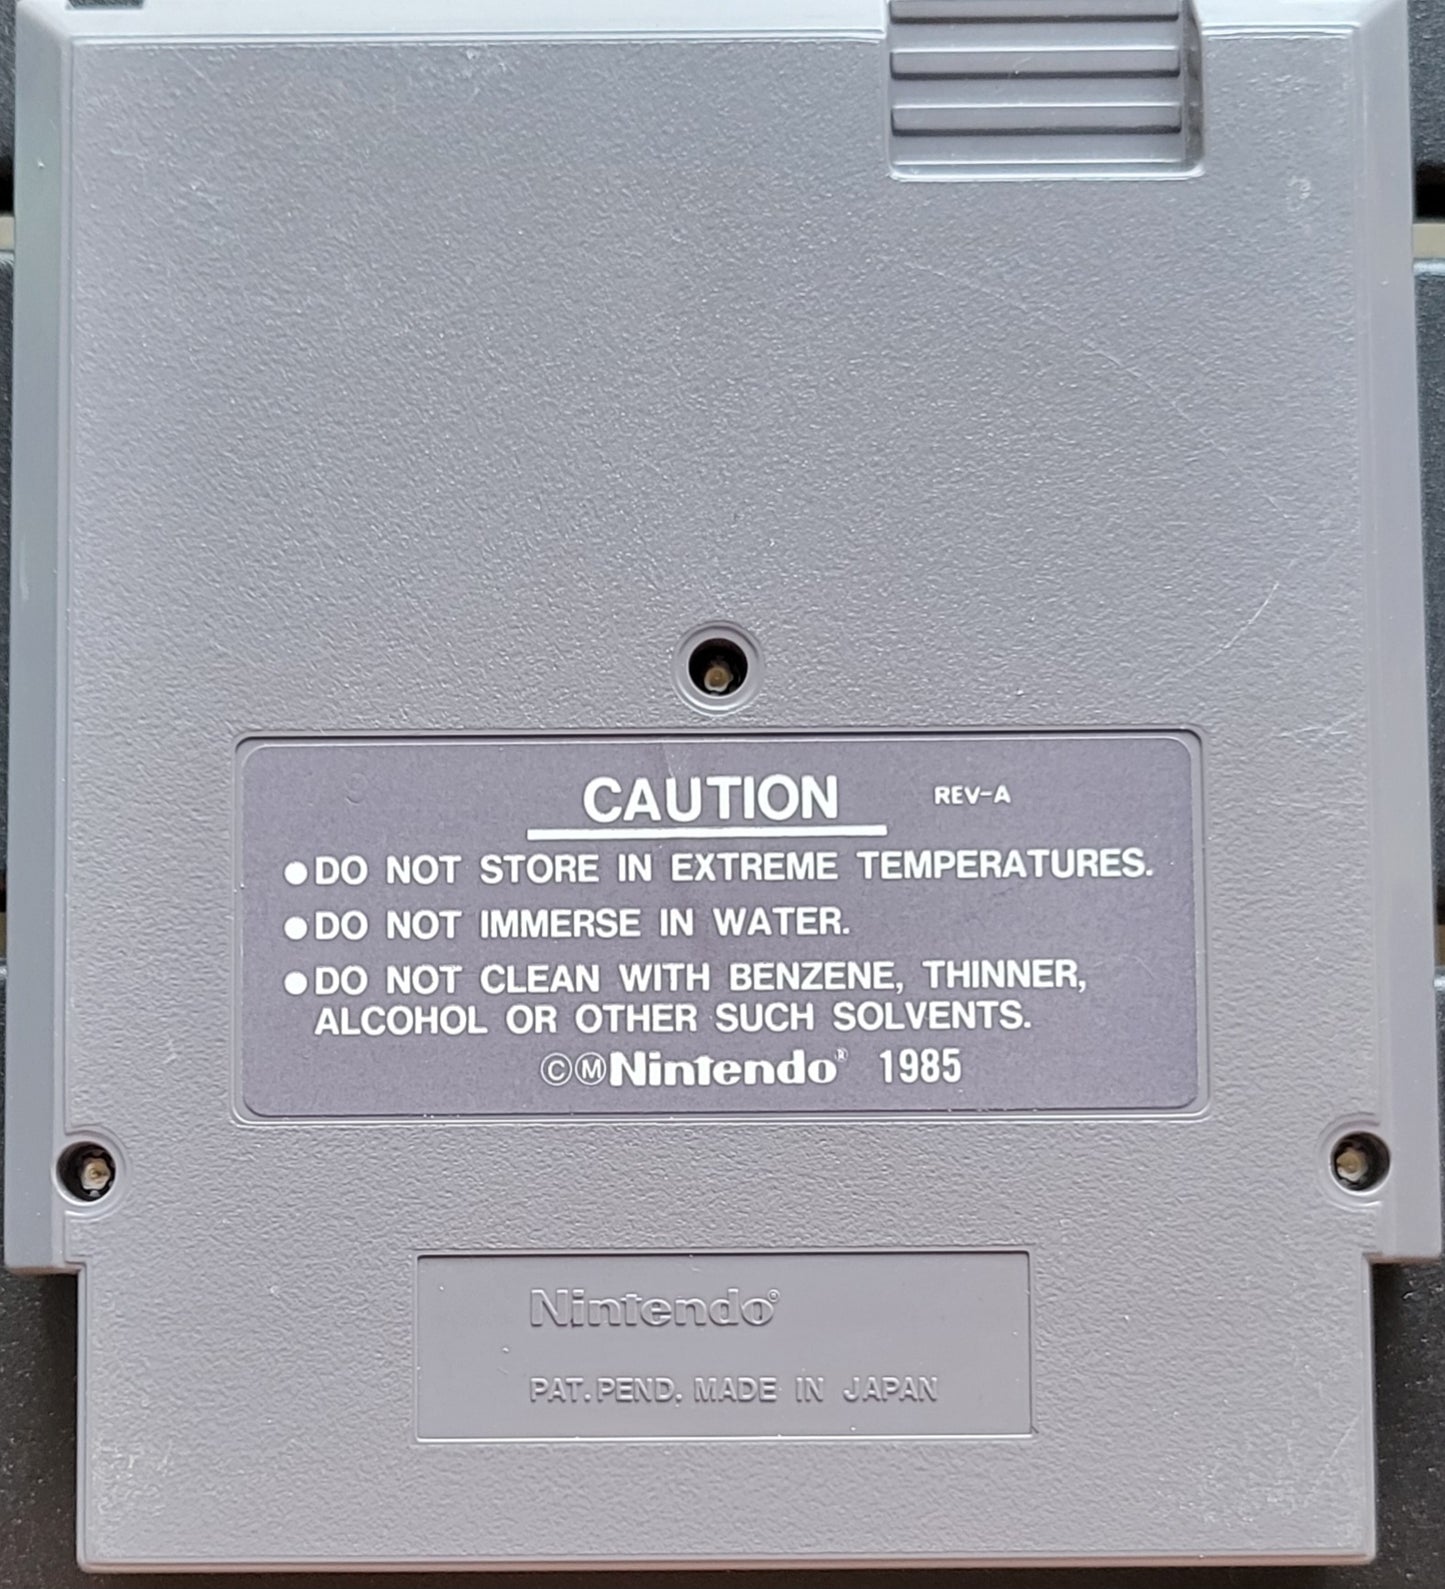 CAUTION REV-A
●DO NOT STORE IN EXTREME TEMPERATURES.
●DO NOT IMMERSE IN WATER.
●DO NOT CLEAN WITH BENZENE, THINNER,
ALCOHOL OR OTHER SUCH SOLVENTS.
©ⓂNintendo® 1985
Nintendo®
PAT. PEND. MADE IN JAPAN